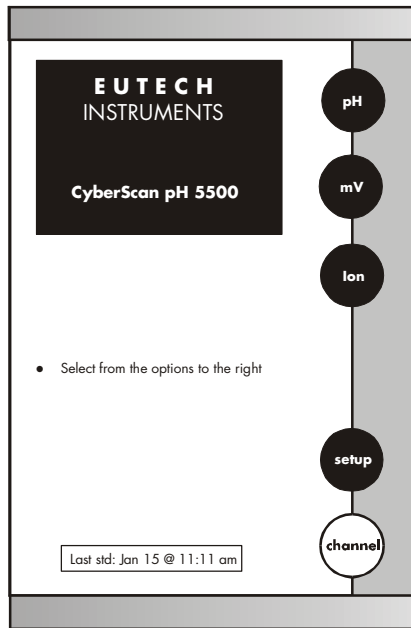 EUTECH
INSTRUMENTS
CyberScan pH 5500
pH
mV
Ion
• Select from the options to the right
setup
channel
Last std: Jan 15 @ 11:11 am